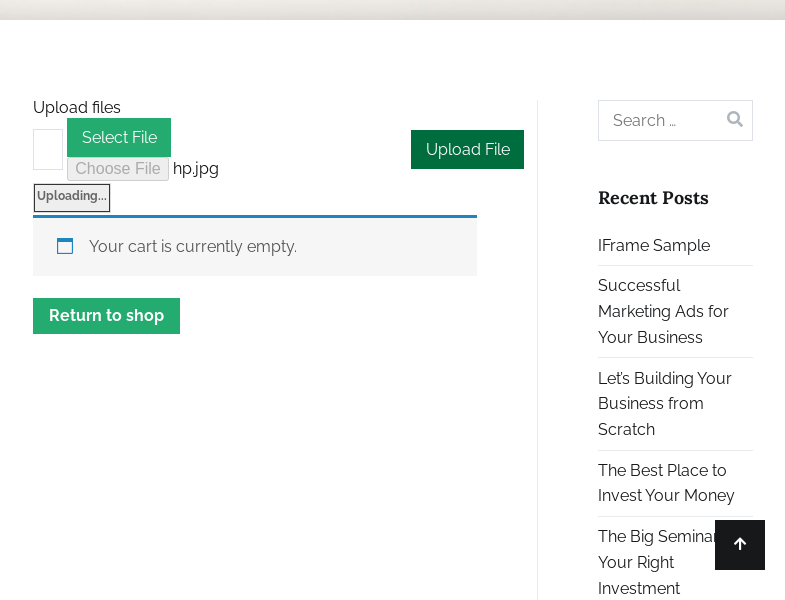 Upload files
Select File
Choose File hp.jpg
Upload File
Uploading...
Your cart is currently empty.
Return to shop
Search …
Recent Posts
IFrame Sample
Successful
Marketing Ads for
Your Business
Let's Building Your
Business from
Scratch
The Best Place to
Invest Your Money
The Big Seminar
Your Right
Investment